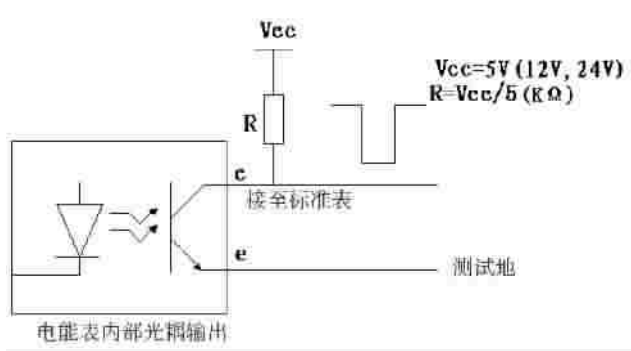 Vcc
Vcc=5V(12V,24V)
R=Vcc/5(KΩ)
R
c
接至标准表
e
测试地
电能表内部光耦输出